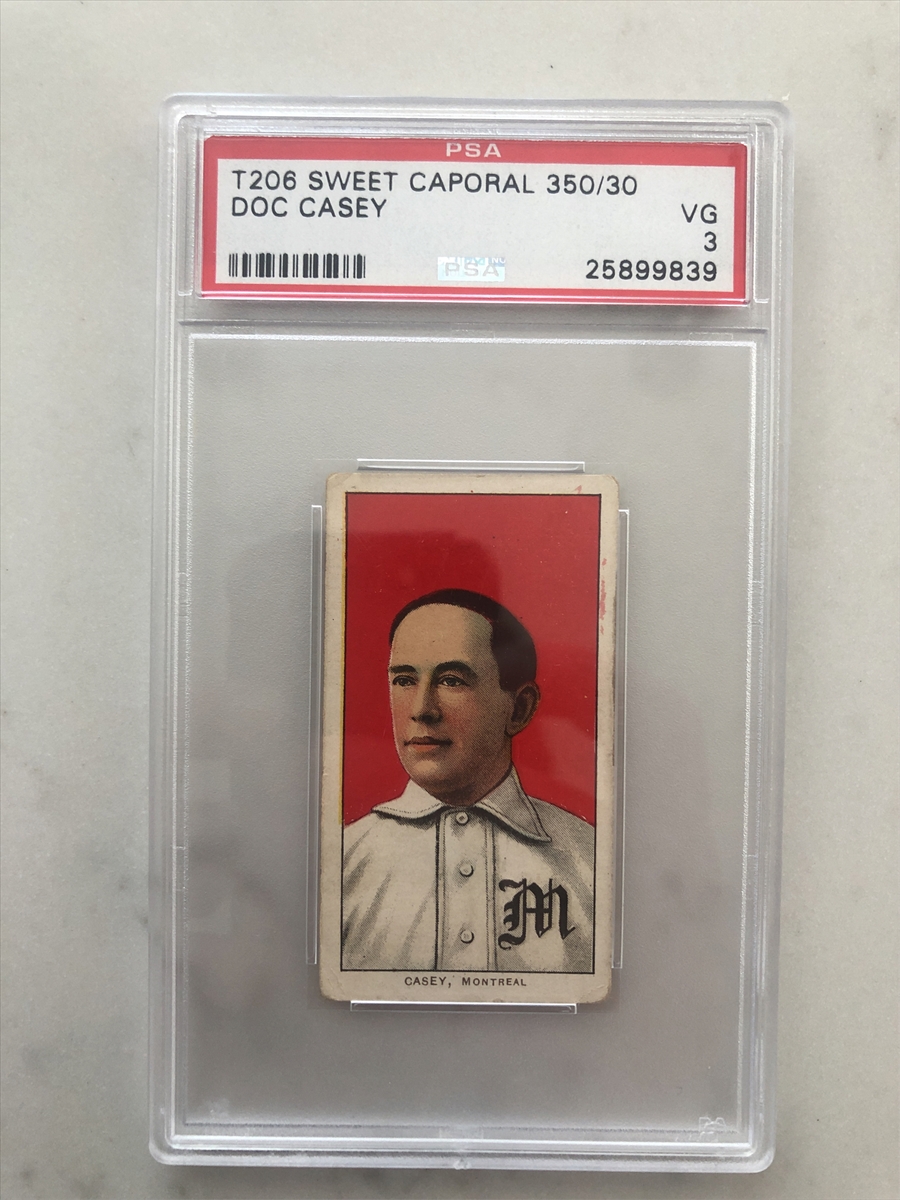 PSA
T206 SWEET CAPORAL 350/30
DOC CASEY
VG
3
PSA
25899839
M
CASEY, MONTREAL